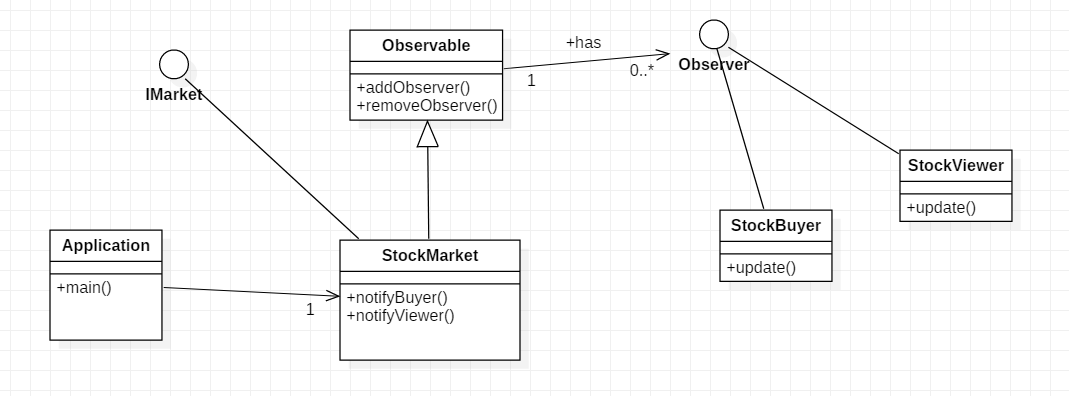 Observable
+addObserver()
+removeObserver()
+has
1
0..*
Observer
IMarket
StockViewer
+update()
StockBuyer
+update()
Application
+main()
1
StockMarket
+notifyBuyer()
+notifyViewer()